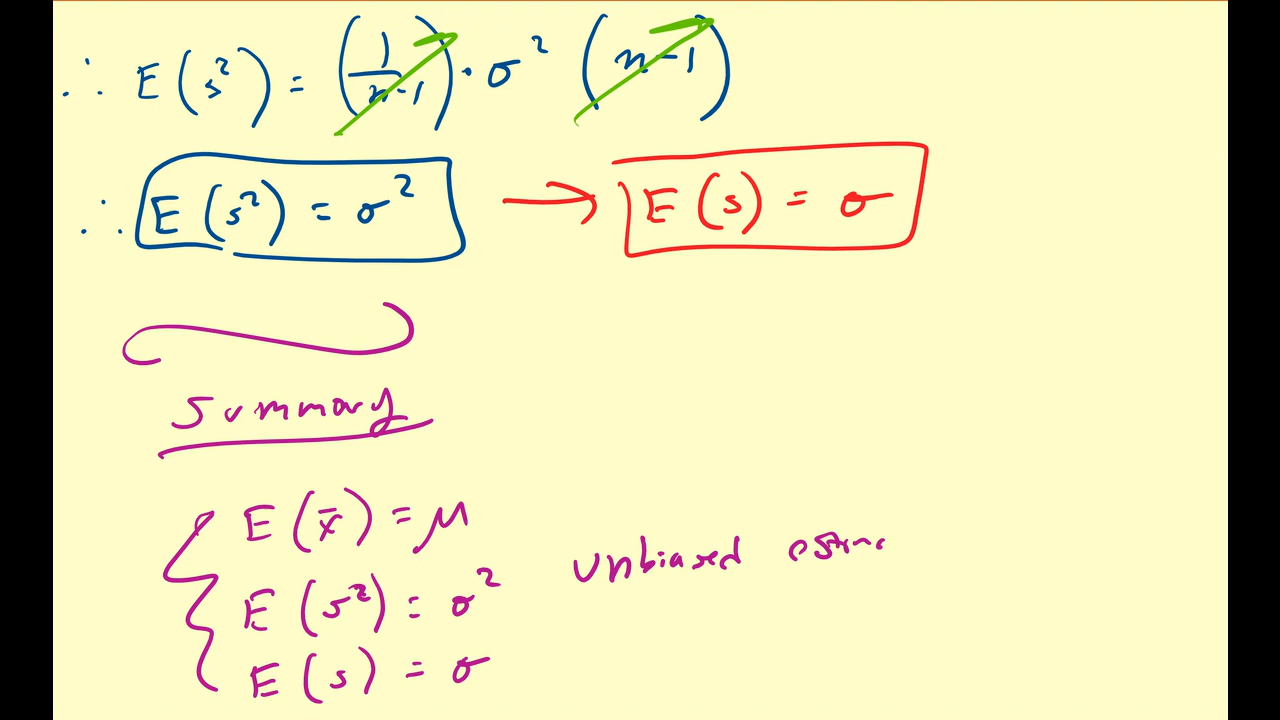 ∴ E(s²) = (1/(n-1)) · σ² (n-1)
∴ E(s²) = σ² → E(s) = σ
Summary
E(x̄) = μ
unbiased
E(s²) = σ²
E(s) = σ